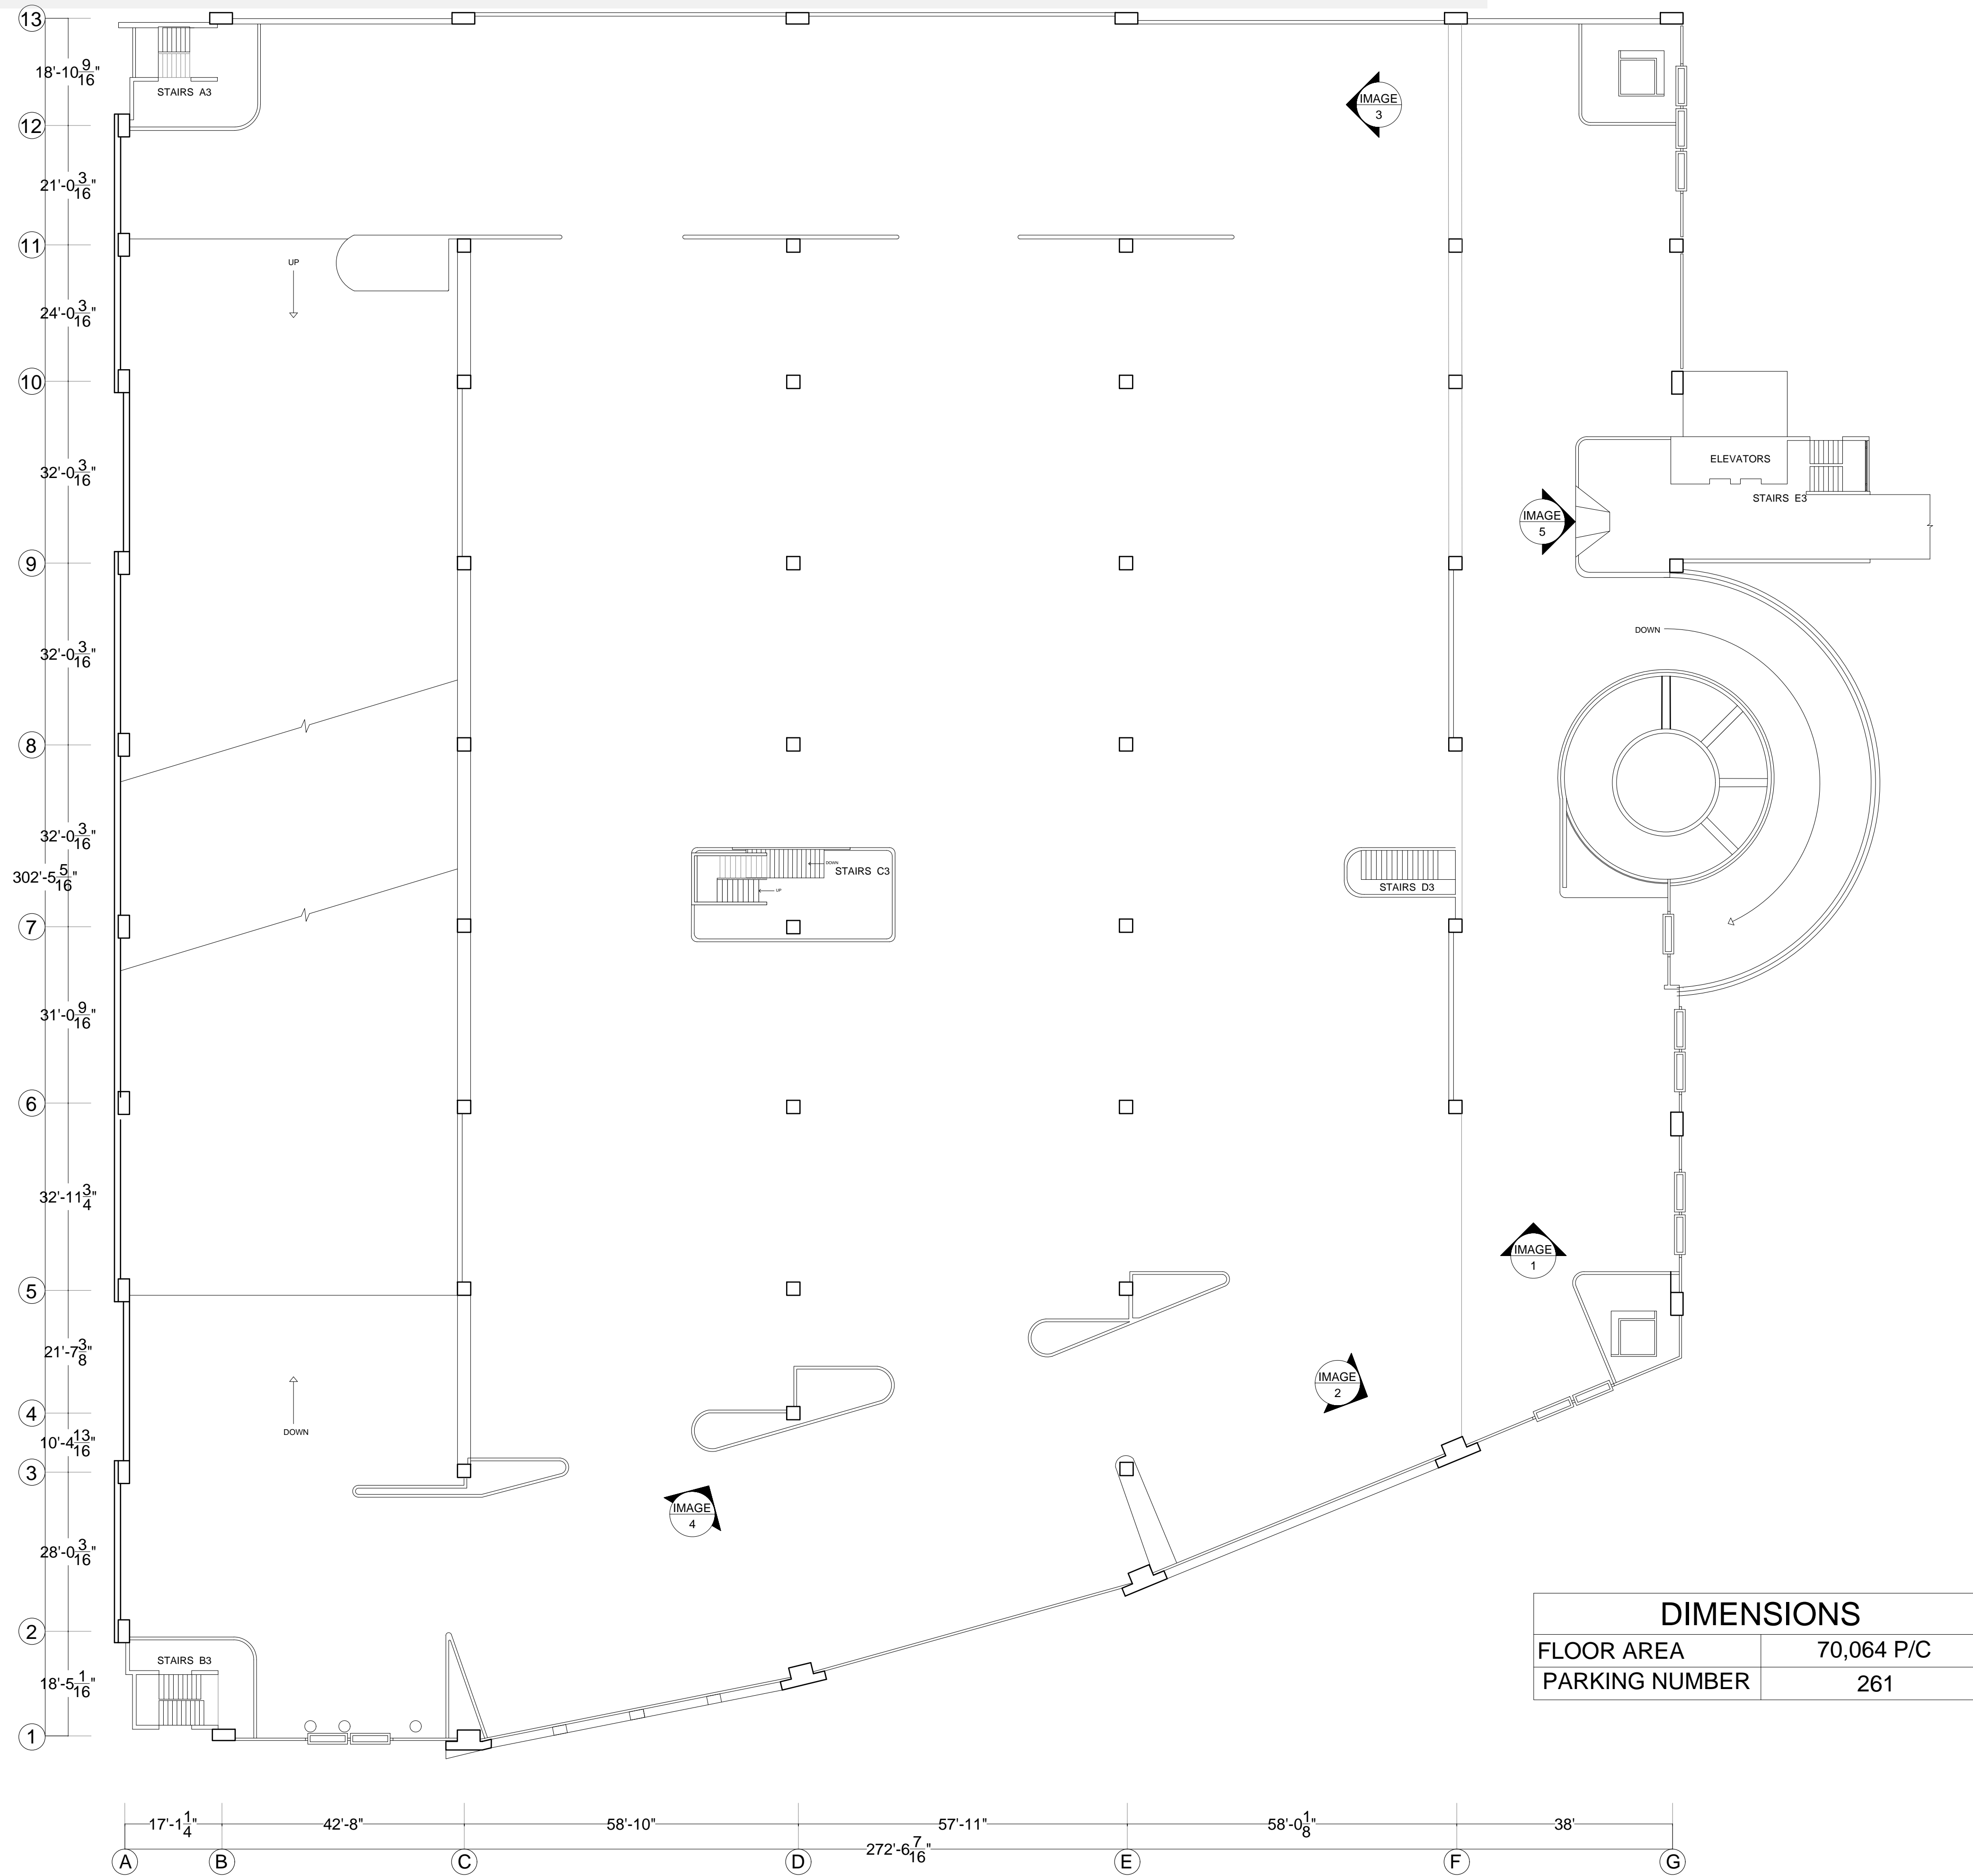 13
18'-10 9/16"
STAIRS A3
IMAGE
3
12
21'-0 3/16"
11
UP
24'-0 3/16"
10
32'-0 3/16"
ELEVATORS
STAIRS E3
IMAGE
5
9
DOWN
32'-0 3/16"
8
32'-0 3/16"
302'-5 5/16"
DOWN
STAIRS C3
UP
STAIRS D3
7
31'-0 9/16"
6
32'-11 3/4"
IMAGE
1
5
21'-7 3/8"
IMAGE
2
4
DOWN
10'-4 13/16"
3
IMAGE
4
28'-0 3/16"
2
STAIRS B3
18'-5 1/16"
1
DIMENSIONS
FLOOR AREA 70,064 P/C
PARKING NUMBER 261
17'-1 1/4" 42'-8" 58'-10" 57'-11" 58'-0 1/8" 38'
272'-6 7/16"
A B C D E F G